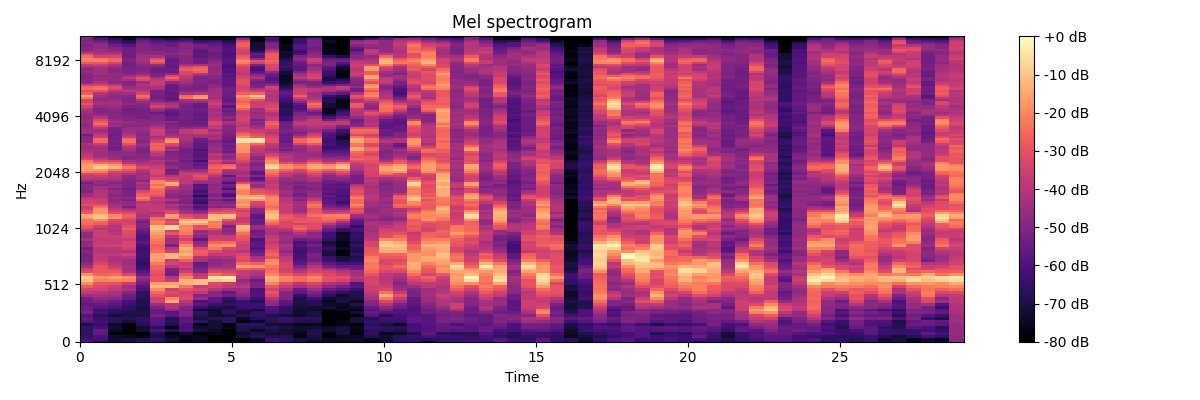 Mel spectrogram
+0 dB
8192
-10 dB
4096
-20 dB
-30 dB
2048
Hz
-40 dB
1024
-50 dB
-60 dB
512
-70 dB
0
-80 dB
0 5 10 15 20 25
Time